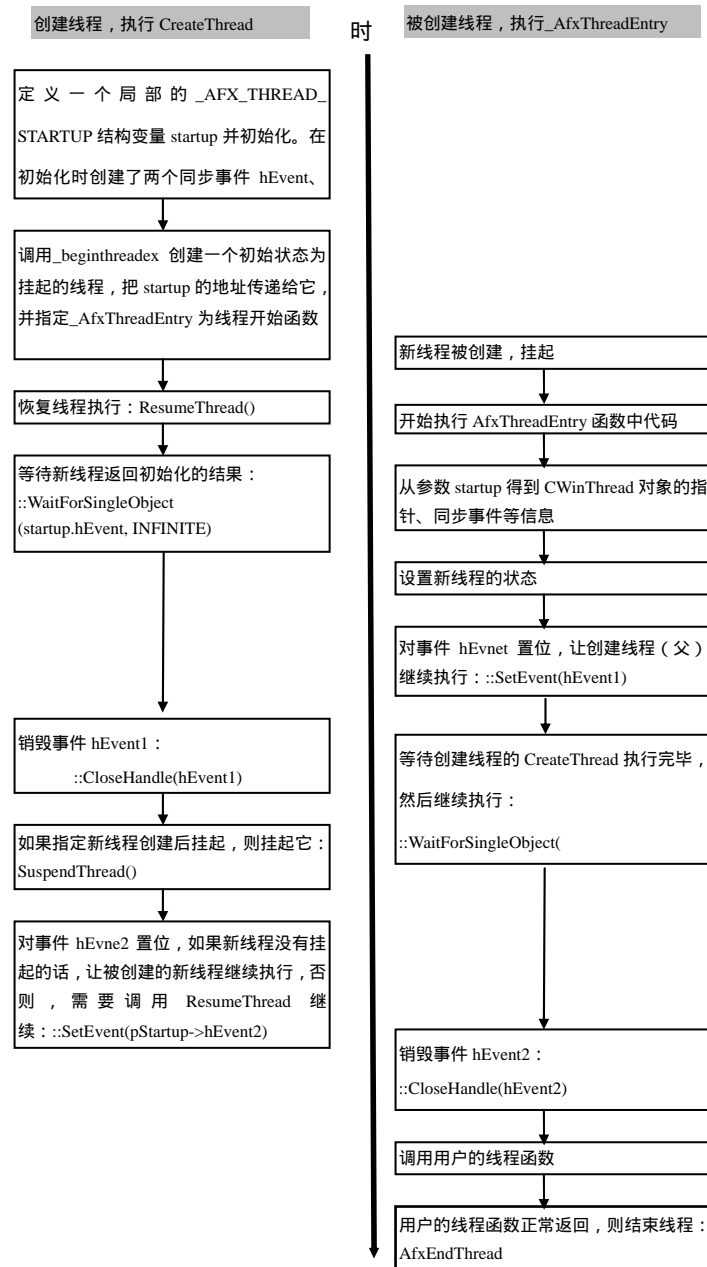 创建线程，执行 CreateThread
时
被创建线程，执行_AfxThreadEntry
定义一个局部的_AFX_THREAD_
STARTUP 结构变量 startup 并初始化。在
初始化时创建了两个同步事件 hEvent、
调用_beginthreadex 创建一个初始状态为
挂起的线程，把 startup 的地址传递给它，
并指定_AfxThreadEntry 为线程开始函数
恢复线程执行：ResumeThread()
等待新线程返回初始化的结果：
::WaitForSingleObject
(startup.hEvent, INFINITE)
销毁事件 hEvent1：
::CloseHandle(hEvent1)
如果指定新线程创建后挂起，则挂起它：
SuspendThread()
对事件 hEvne2 置位，如果新线程没有挂
起的话，让被创建的新线程继续执行，否
则，需要调用 ResumeThread 继
续：::SetEvent(pStartup->hEvent2)
新线程被创建，挂起
开始执行 AfxThreadEntry 函数中代码
从参数 startup 得到 CWinThread 对象的指
针、同步事件等信息
设置新线程的状态
对事件 hEvnet 置位，让创建线程（父）
继续执行：::SetEvent(hEvent1)
等待创建线程的 CreateThread 执行完毕，
然后继续执行：
::WaitForSingleObject(
销毁事件 hEvent2：
::CloseHandle(hEvent2)
调用用户的线程函数
用户的线程函数正常返回，则结束线程：
AfxEndThread